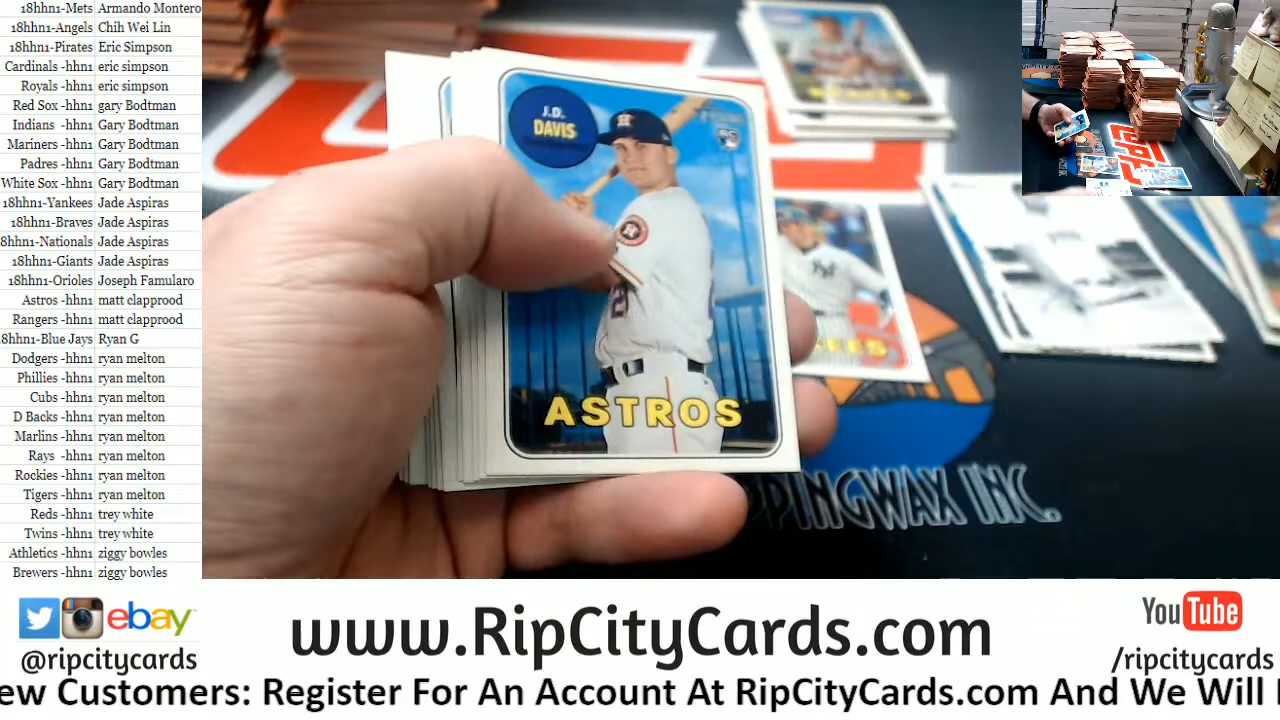 18hhn1-Mets Armando Montero
18hhn1-Angels Chih Wei Lin
18hhn1-Pirates Eric Simpson
Cardinals -hhn1 eric simpson
Royals -hhn1 eric simpson
Red Sox -hhn1 gary Bodtman
Indians -hhn1 Gary Bodtman
Mariners -hhn1 Gary Bodtman
Padres -hhn1 Gary Bodtman
White Sox -hhn1 Gary Bodtman
18hhn1-Yankees Jade Aspiras
18hhn1-Braves Jade Aspiras
8hhn1-Nationals Jade Aspiras
18hhn1-Giants Jade Aspiras
18hhn1-Orioles Joseph Famularo
Astros -hhn1 matt clapprood
Rangers -hhn1 matt clapprood
8hhn1-Blue Jays Ryan G
Dodgers -hhn1 ryan melton
Phillies -hhn1 ryan melton
Cubs -hhn1 ryan melton
D Backs -hhn1 ryan melton
Marlins -hhn1 ryan melton
Rays -hhn1 ryan melton
Rockies -hhn1 ryan melton
Tigers -hhn1 ryan melton
Reds -hhn1 trey white
Twins -hhn1 trey white
Athletics -hhn1 ziggy bowles
Brewers -hhn1 ziggy bowles
J.D.
DAVIS
ASTROS
PPINGWAX INC.
ebay
@ripcitycards
www.RipCityCards.com
YouTube
/ripcitycards
ew Customers: Register For An Account At RipCityCards.com And We Will